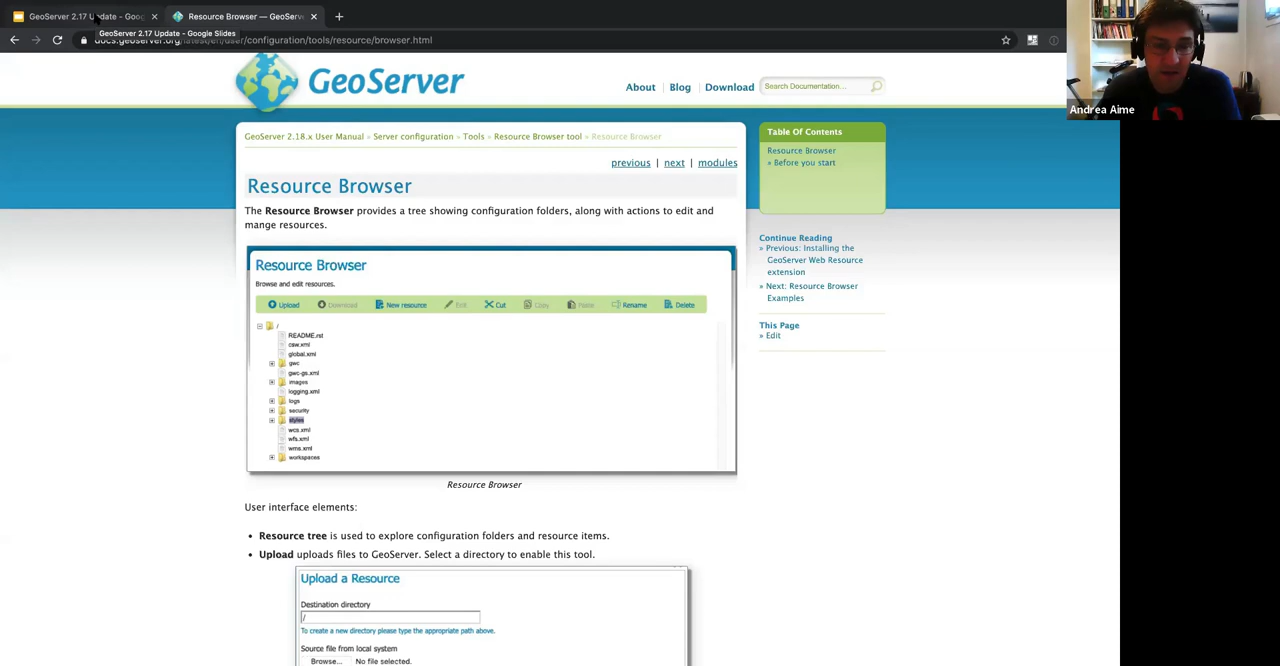 GeoServer 2.17 Update - Goog
Resource Browser — GeoServe
GeoServer 2.17 Update - Google Slides
docs.geoserver.org/latest/en/user/configuration/tools/resource/browser.html
Andrea Aime
GeoServer
About
Blog
Download
Search Documentation...
GeoServer 2.18.x User Manual » Server configuration » Tools » Resource Browser tool » Resource Browser
previous | next | modules
Resource Browser
The Resource Browser provides a tree showing configuration folders, along with actions to edit and
mange resources.
Resource Browser
Browse and edit resources.
Upload Download New resource Edit Cut Copy Paste Rename Delete
/
README.rst
csw.xml
global.xml
gwc
gwc-gs.xml
images
logging.xml
logs
security
styles
wcs.xml
wfs.xml
wms.xml
workspaces
Resource Browser
User interface elements:
• Resource tree is used to explore configuration folders and resource items.
• Upload uploads files to GeoServer. Select a directory to enable this tool.
Upload a Resource
Destination directory
/
To create a new directory please type the appropriate path above.
Source file from local system
Browse... No file selected.
Table Of Contents
Resource Browser
» Before you start
Continue Reading
» Previous: Installing the
GeoServer Web Resource
extension
» Next: Resource Browser
Examples
This Page
» Edit